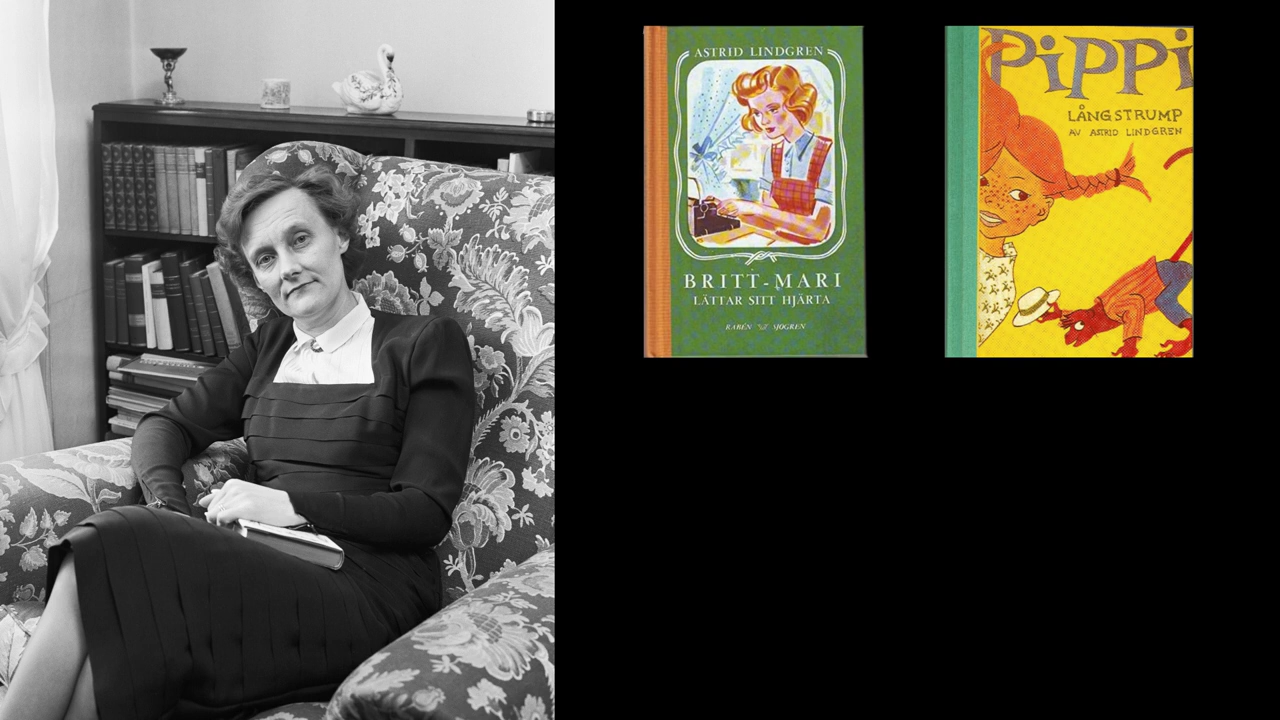 ASTRID LINDGREN
BRITT-MARI
LÄTTAR SITT HJÄRTA
RABÉN SJÖGREN
PIPPI
LÅNGSTRUMP
AV ASTRID LINDGREN